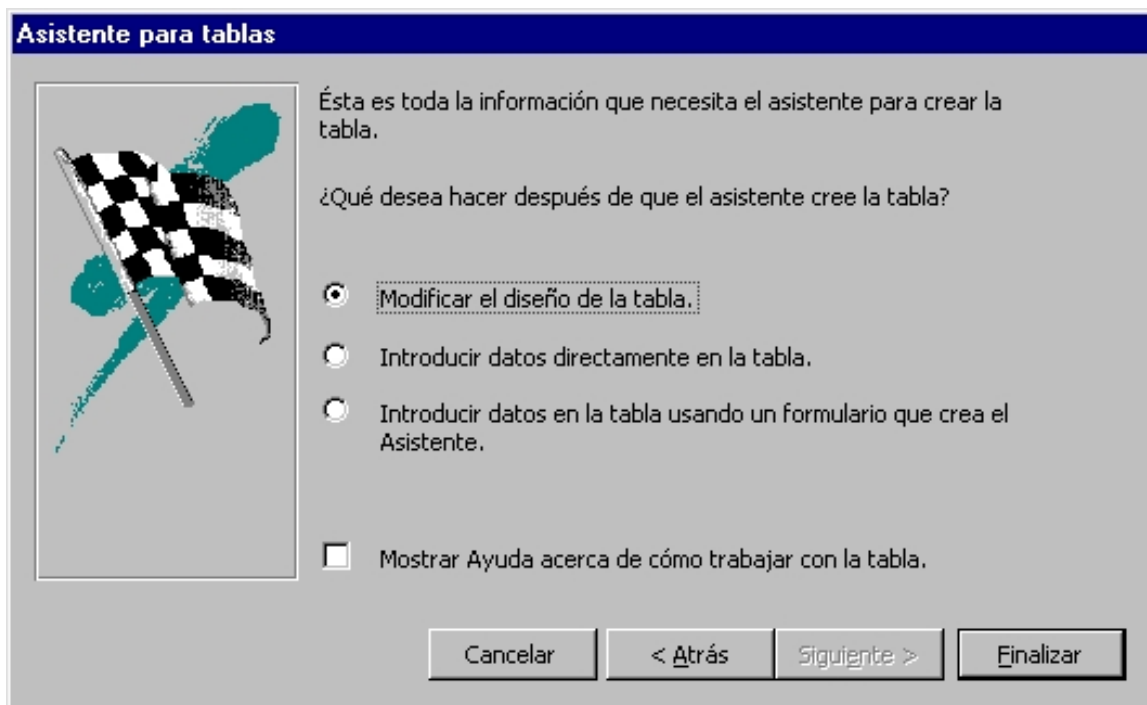 Asistente para tablas
Ésta es toda la información que necesita el asistente para crear la
tabla.
¿Qué desea hacer después de que el asistente cree la tabla?
Modificar el diseño de la tabla.
Introducir datos directamente en la tabla.
Introducir datos en la tabla usando un formulario que crea el
Asistente.
Mostrar Ayuda acerca de cómo trabajar con la tabla.
Cancelar < Atrás Siguiente > Finalizar